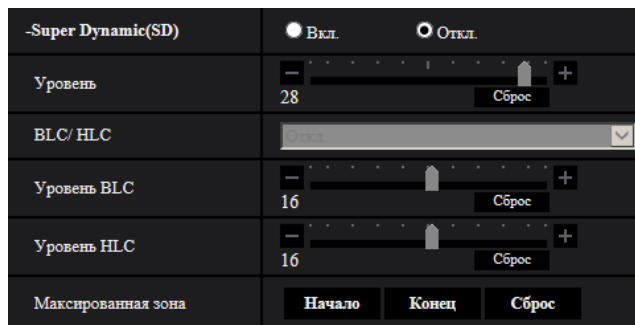 -Super Dynamic(SD) Вкл. Откл.
Уровень
28 Сброс
BLC/ HLC Откл.
Уровень BLC
16 Сброс
Уровень HLC
16 Сброс
Максированная зона Начало Конец Сброс